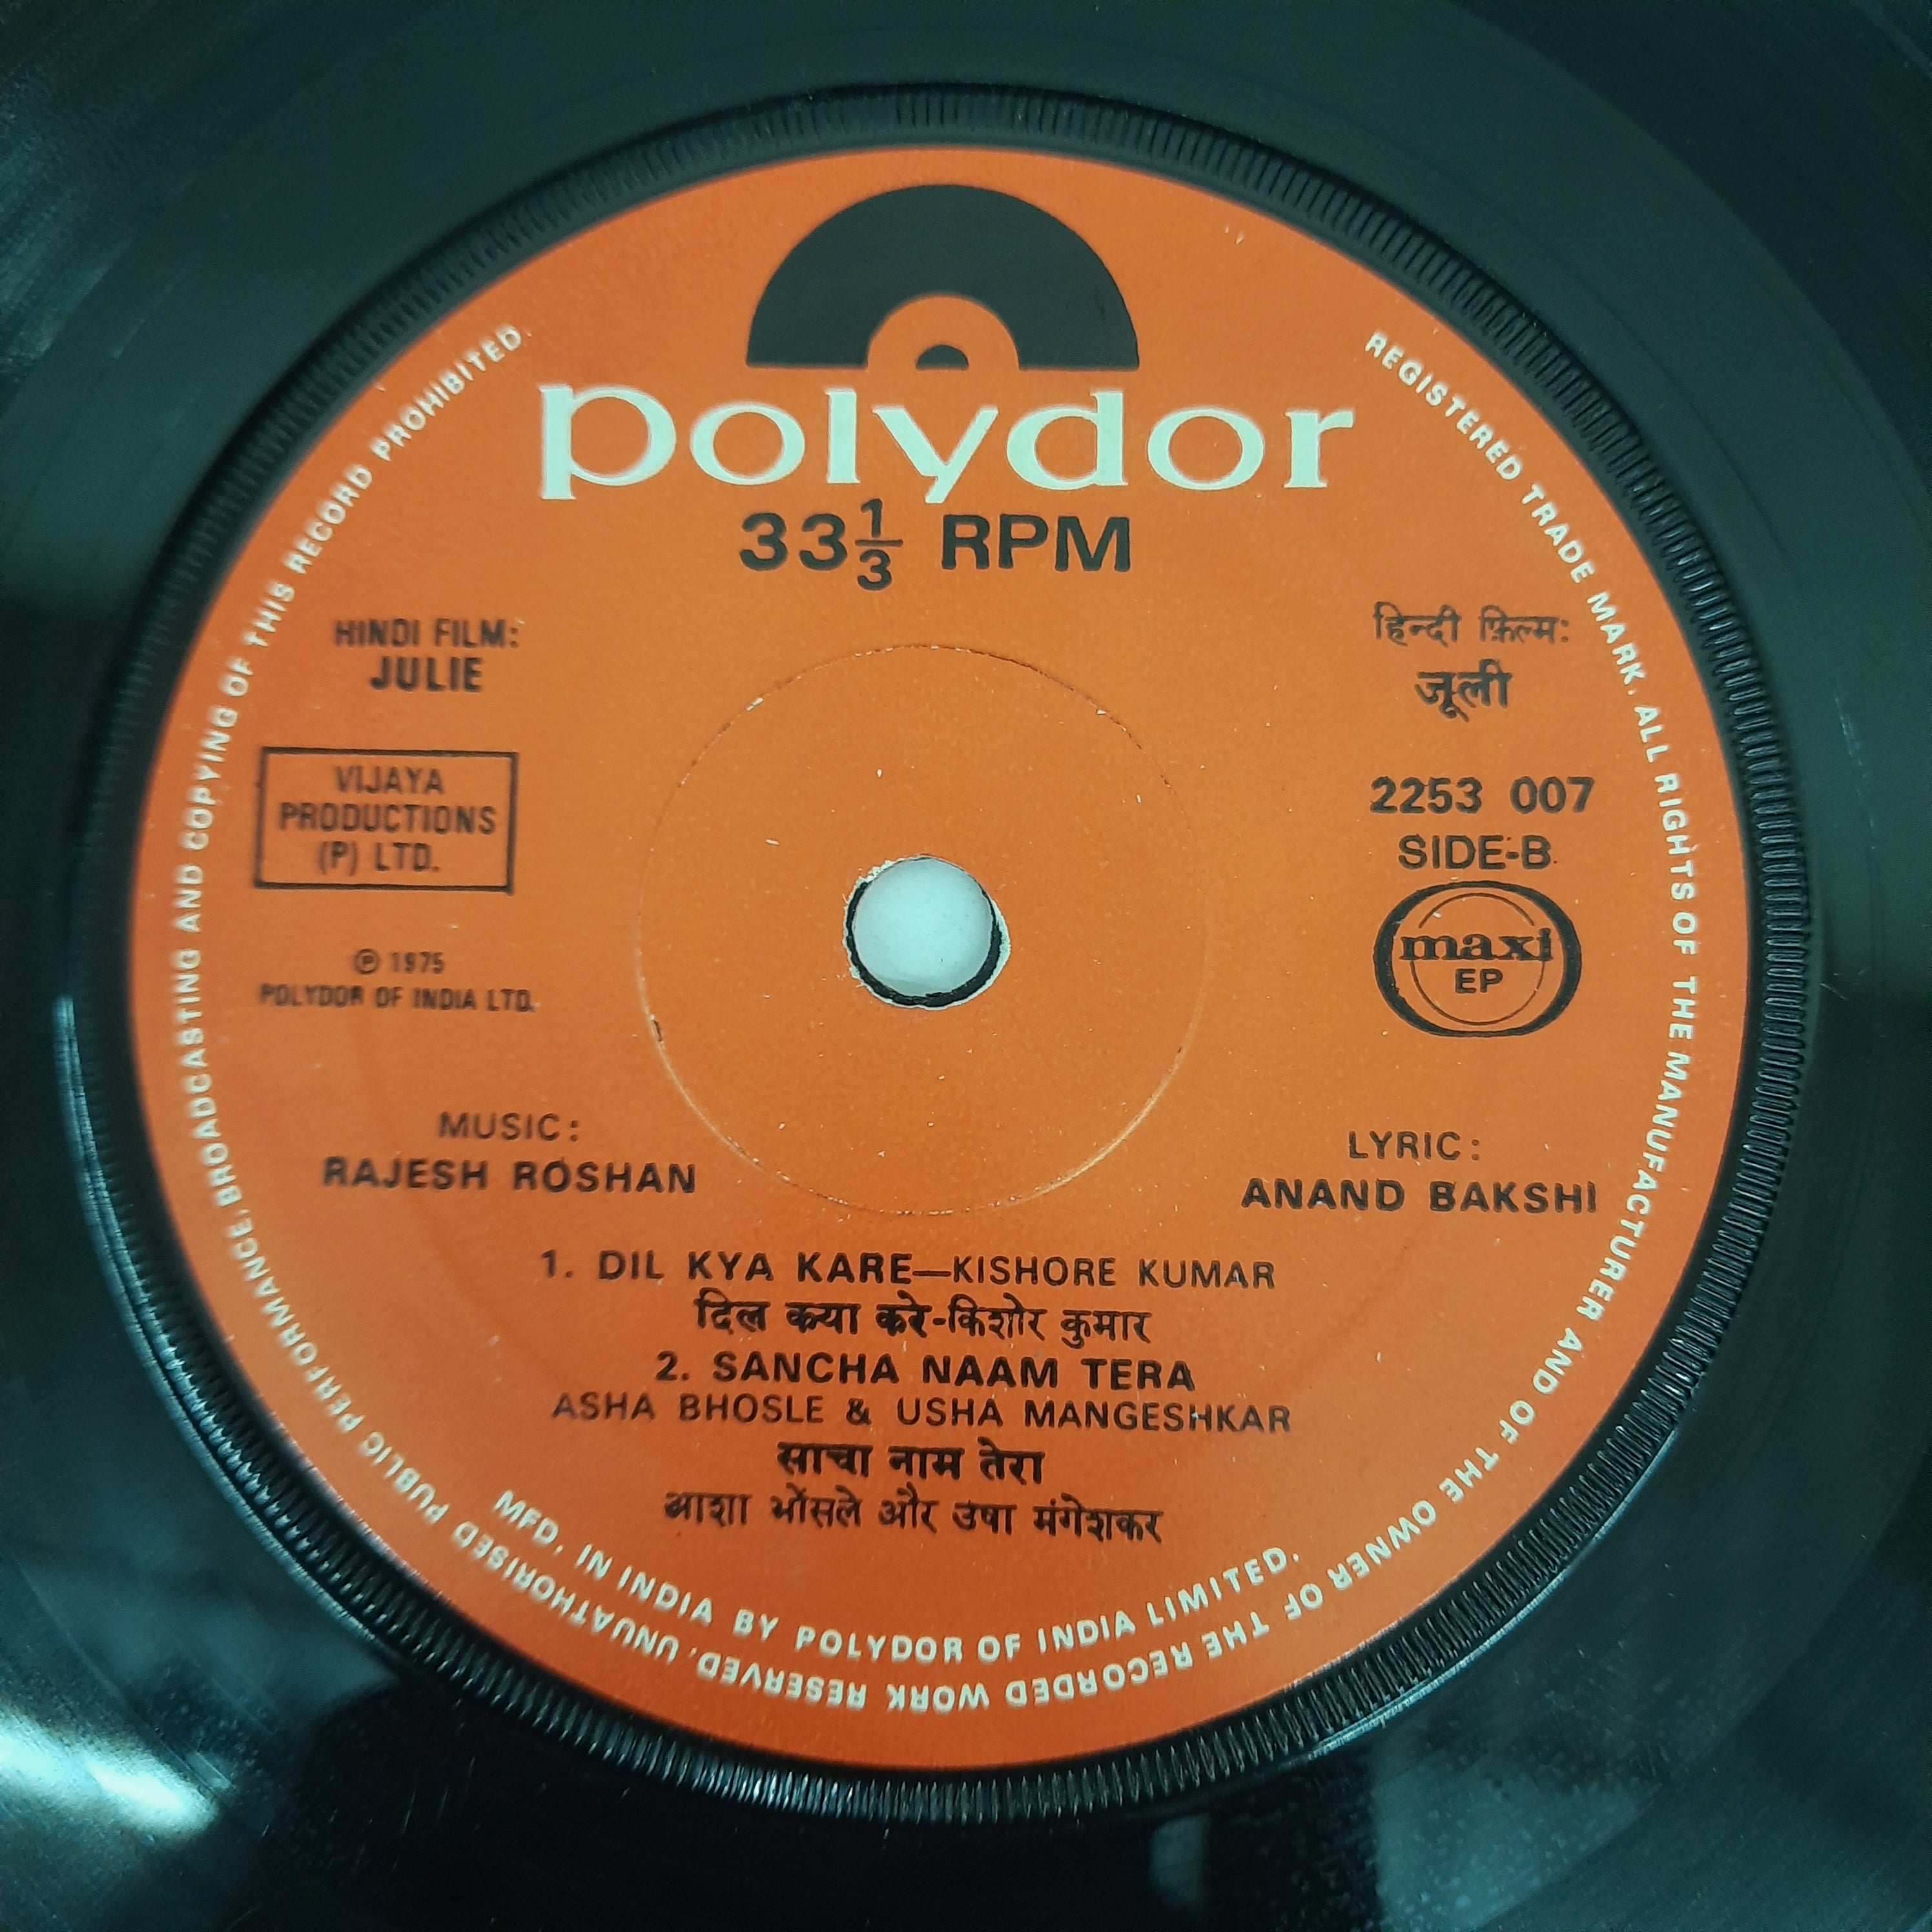 polydor
33 1/3 RPM
HINDI FILM:
JULIE
हिन्दी फ़िल्म:
जूली
VIJAYA
PRODUCTIONS
(P) LTD.
2253 007
SIDE-B
maxi
EP
℗ 1975
POLYDOR OF INDIA LTD.
MUSIC:
RAJESH ROSHAN
LYRIC:
ANAND BAKSHI
1. DIL KYA KARE—KISHORE KUMAR
दिल क्या करे-किशोर कुमार
2. SANCHA NAAM TERA
ASHA BHOSLE & USHA MANGESHKAR
साचा नाम तेरा
आशा भोंसले और उषा मंगेशकर
MFD. IN INDIA BY POLYDOR OF INDIA LIMITED.
REGISTERED TRADE MARK. ALL RIGHTS OF THE MANUFACTURER AND OF THE OWNER OF THE RECORDED WORK RESERVED. UNUATHORISED PUBLIC PERFORMANCE, BROADCASTING AND COPYING OF THIS RECORD PROHIBITED.